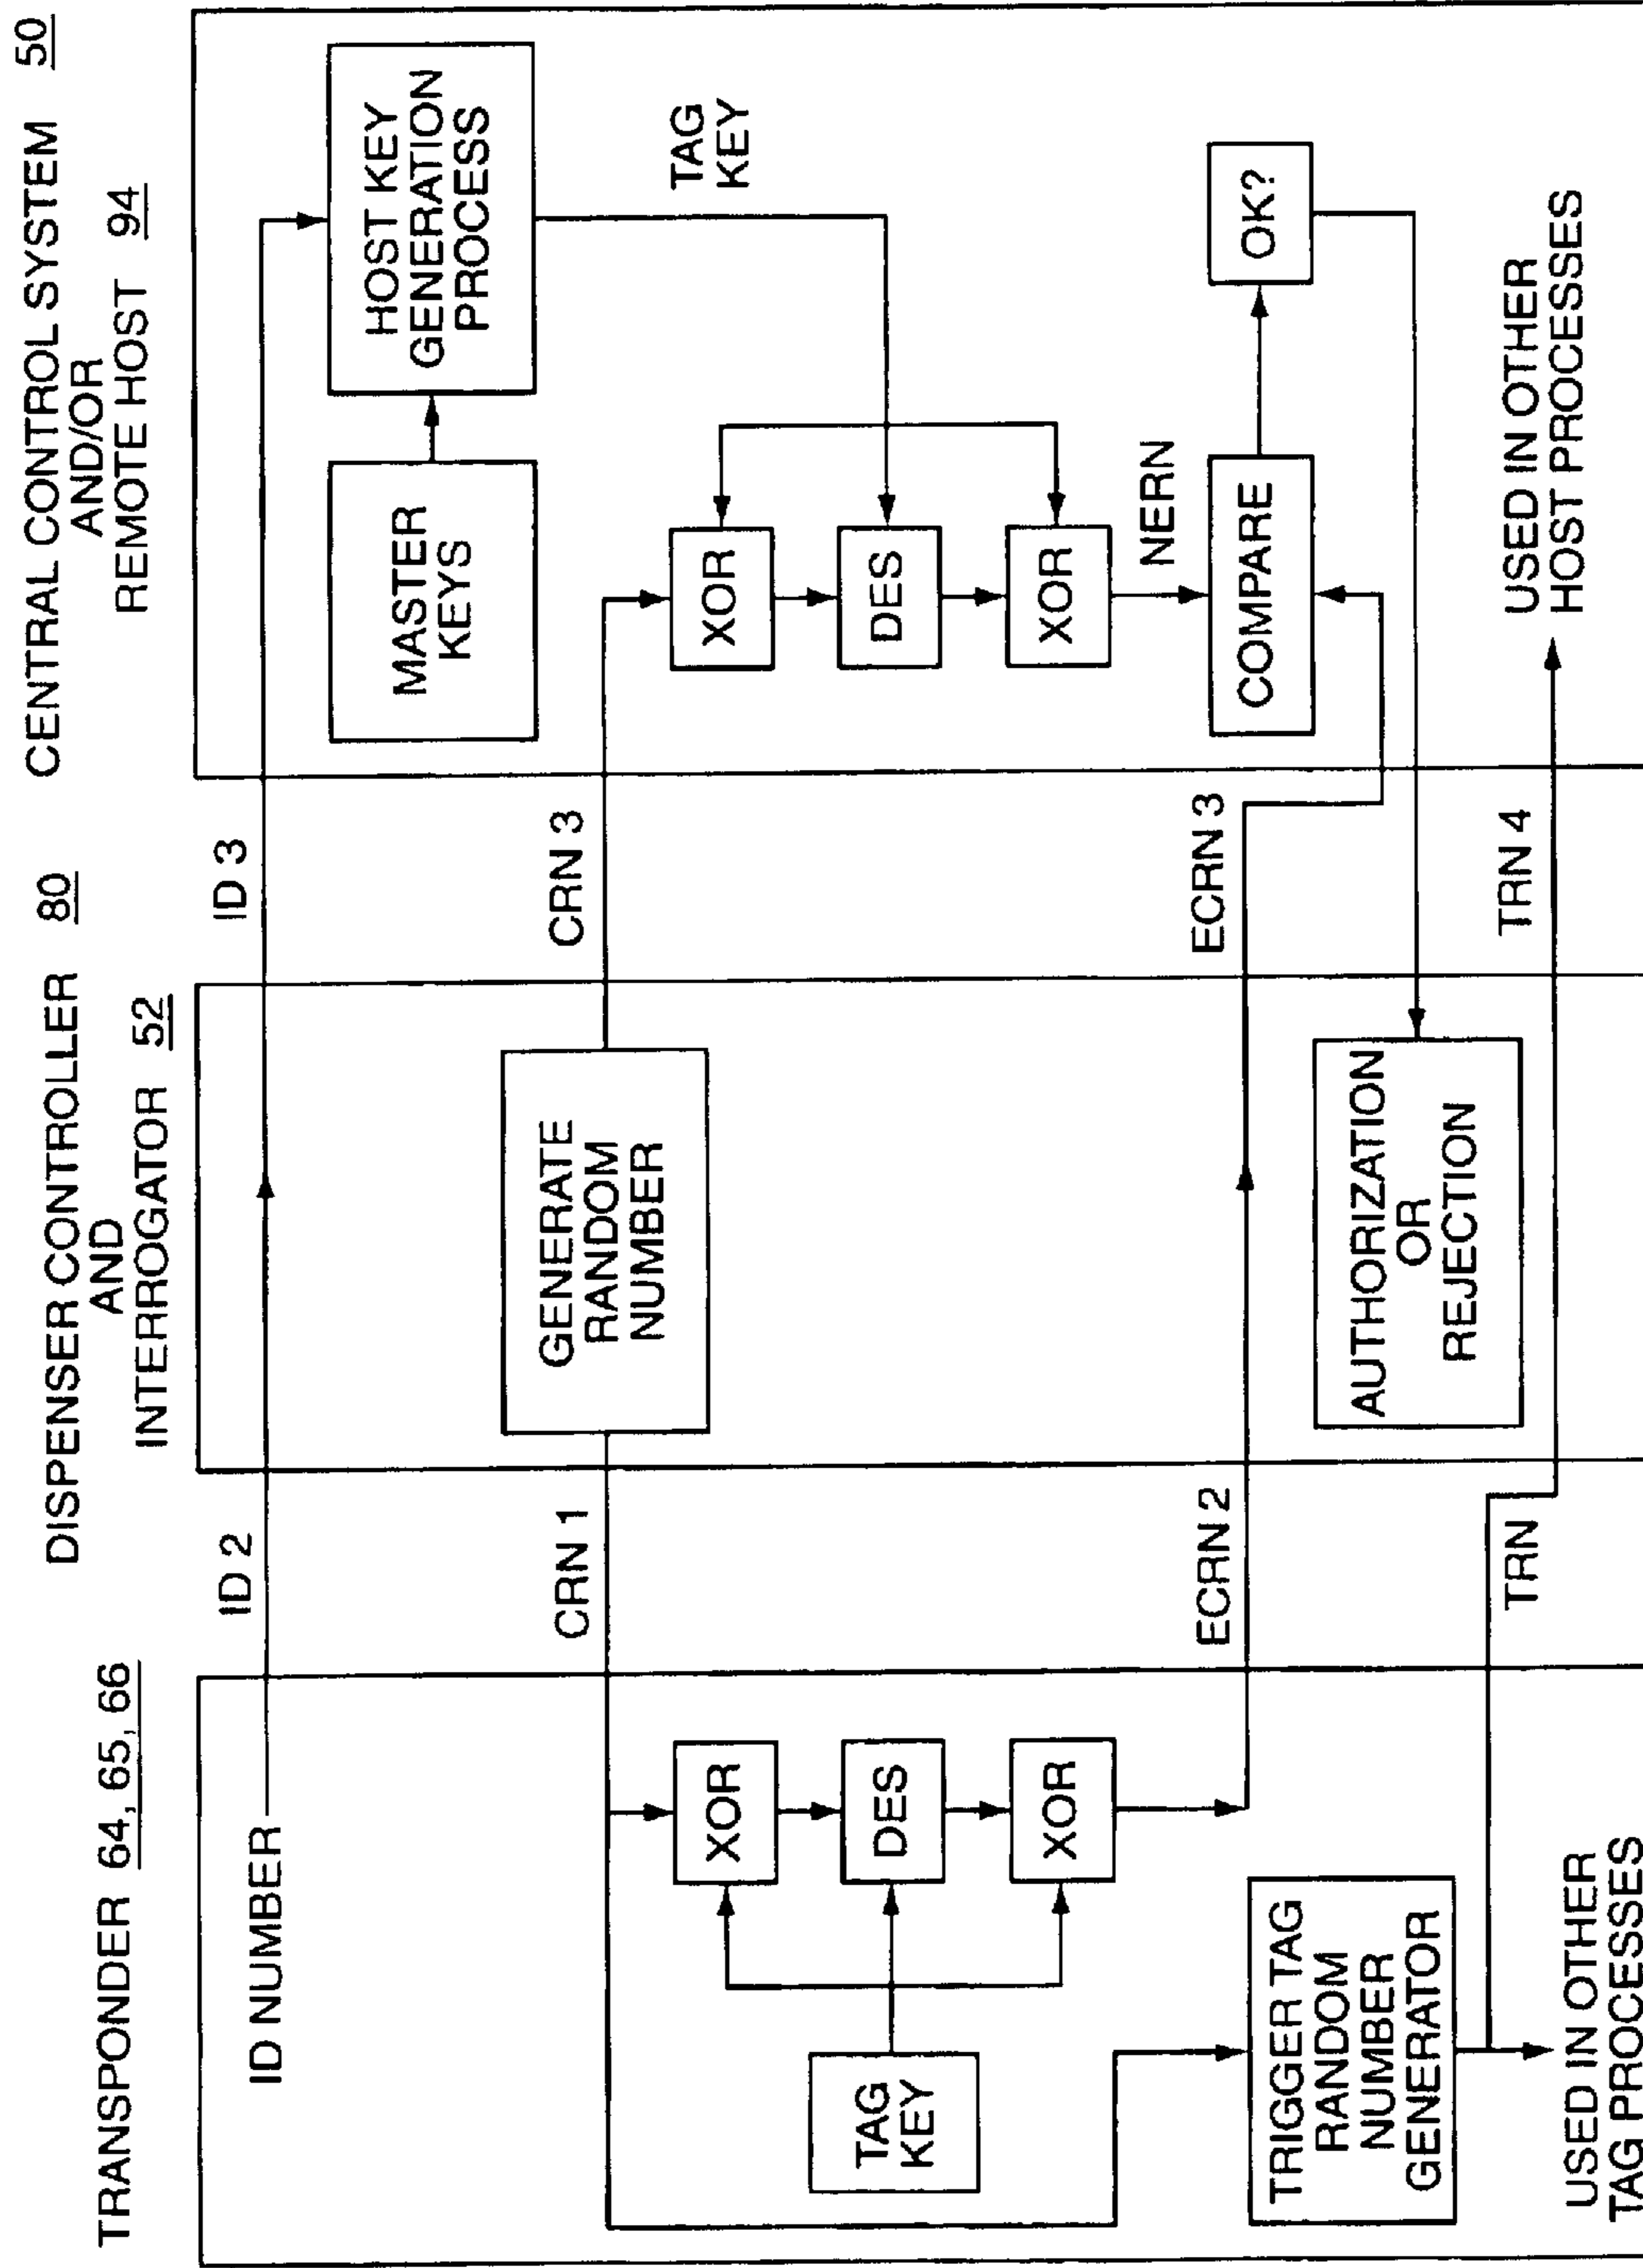 TRANSPONDER 64, 65, 66
ID NUMBER
XOR
DES
XOR
TAG
KEY
TRIGGER TAG
RANDOM
NUMBER
GENERATOR
USED IN OTHER
TAG PROCESSES
ID 2
CRN 1
ECRN 2
TRN
DISPENSER CONTROLLER 80
AND
INTERROGATOR 52
GENERATE
RANDOM
NUMBER
AUTHORIZATION
OR
REJECTION
ID 3
CRN 3
ECRN 3
TRN 4
CENTRAL CONTROL SYSTEM 50
AND/OR
REMOTE HOST 94
MASTER
KEYS
HOST KEY
GENERATION
PROCESS
TAG
KEY
XOR
DES
XOR
NERN
COMPARE
OK?
USED IN OTHER
HOST PROCESSES